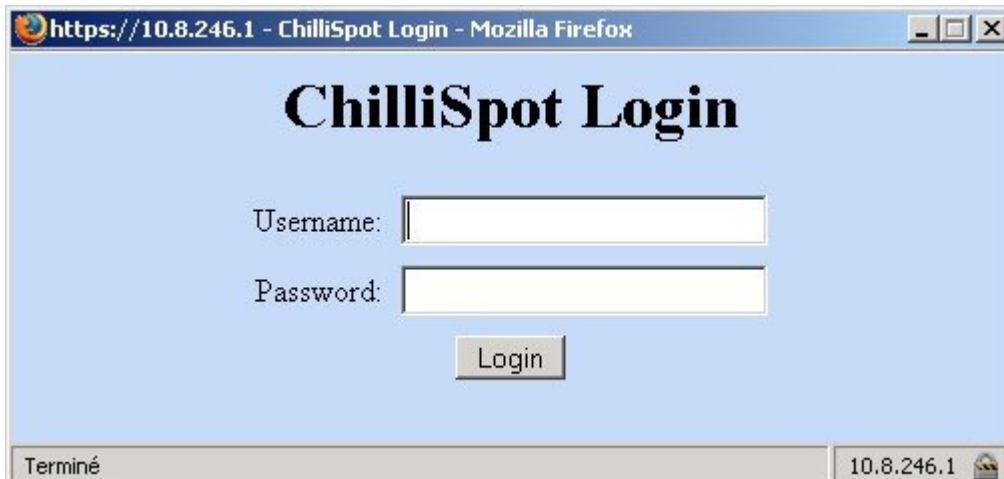 https://10.8.246.1 - ChilliSpot Login - Mozilla Firefox
ChilliSpot Login
Username:
Password:
Login
Terminé 10.8.246.1